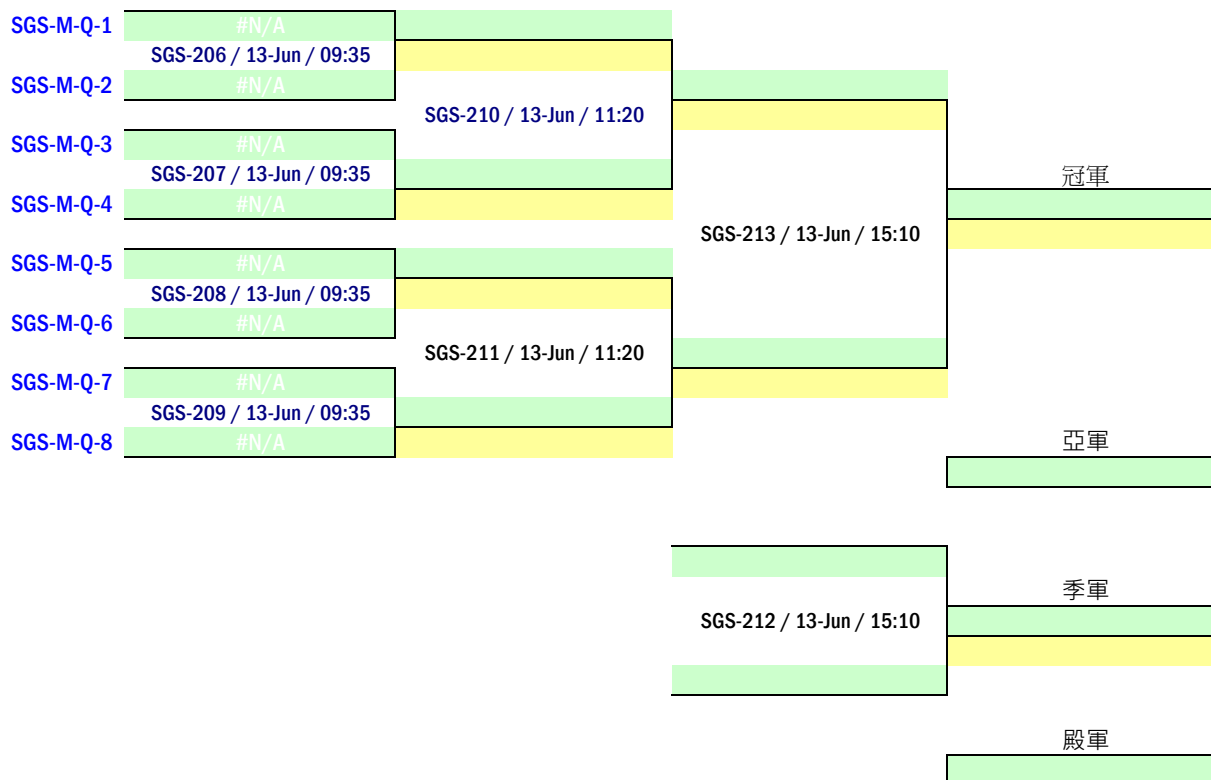 SGS-M-Q-1 #N/A
SGS-206 / 13-Jun / 09:35
SGS-M-Q-2 #N/A
SGS-210 / 13-Jun / 11:20
SGS-M-Q-3 #N/A
SGS-207 / 13-Jun / 09:35
冠軍
SGS-M-Q-4 #N/A
SGS-213 / 13-Jun / 15:10
SGS-M-Q-5 #N/A
SGS-208 / 13-Jun / 09:35
SGS-M-Q-6 #N/A
SGS-211 / 13-Jun / 11:20
SGS-M-Q-7 #N/A
SGS-209 / 13-Jun / 09:35
SGS-M-Q-8 #N/A
亞軍
季軍
SGS-212 / 13-Jun / 15:10
殿軍